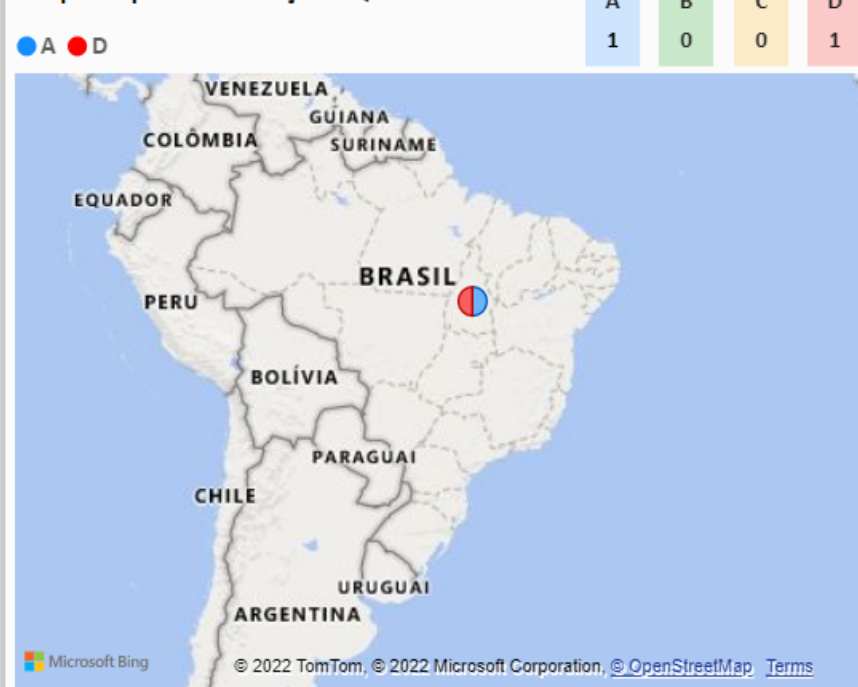 A B C D
A D
1 0 0 1
VENEZUELA
GUIANA
COLÔMBIA
SURINAME
EQUADOR
BRASIL
PERU
BOLÍVIA
PARAGUAI
CHILE
URUGUAI
ARGENTINA
Microsoft Bing
© 2022 TomTom, © 2022 Microsoft Corporation, © OpenStreetMap Terms